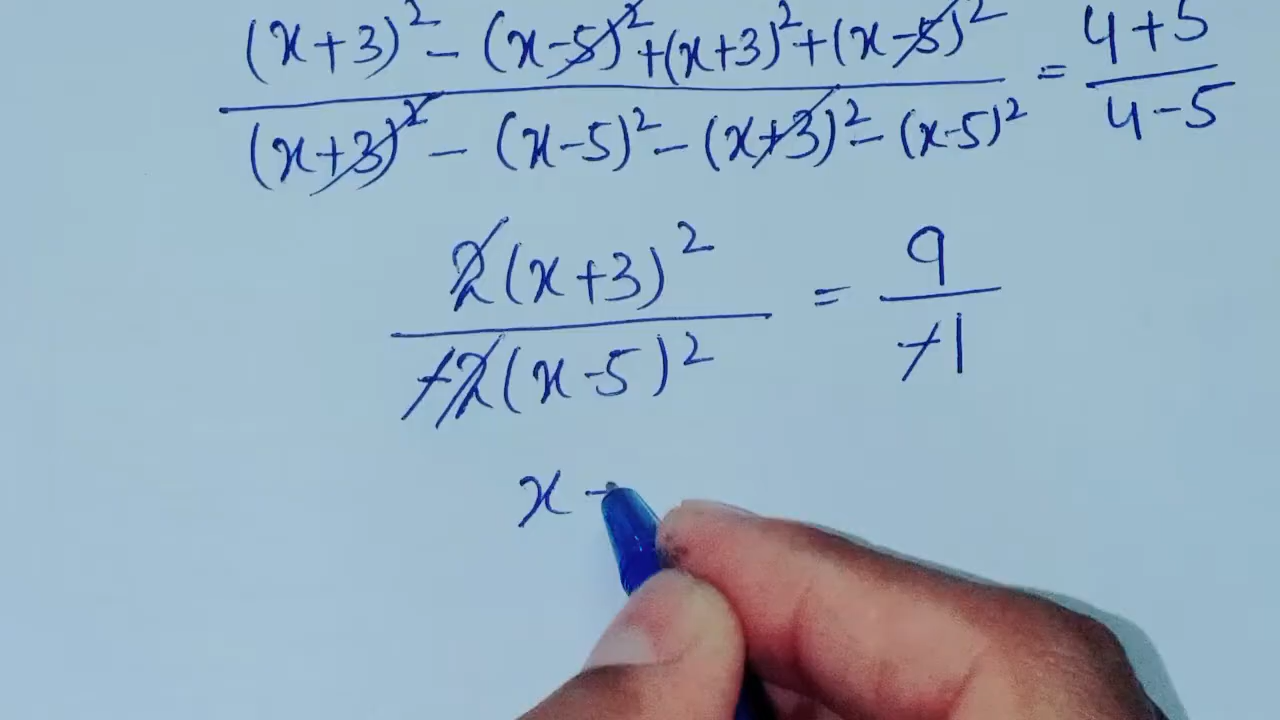 (x+3)² - (x-5)² + (x+3)² + (x-5)² / (x+3)² - (x-5)² - (x+3)² - (x-5)² = 4+5 / 4-5
2(x+3)² / -2(x-5)² = 9 / -1
x -